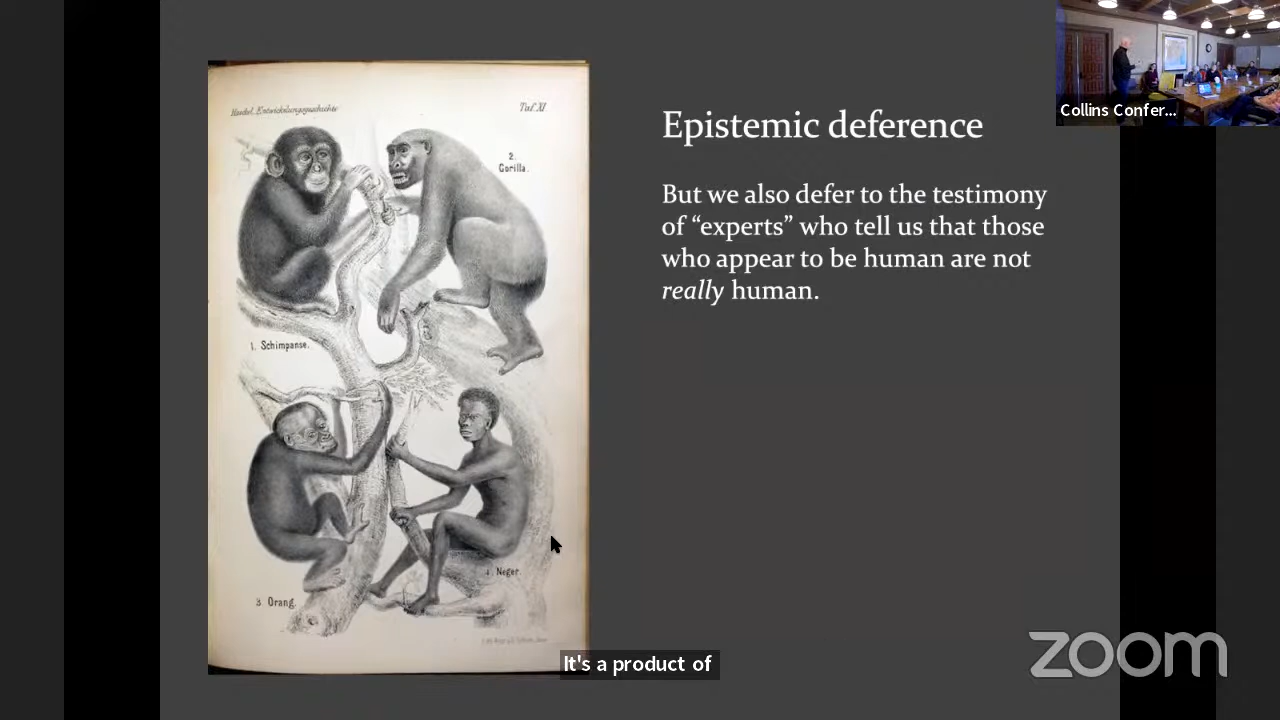 Collins Confer...
Haeckel, Entwickelungsgeschichte
Taf XI
2.
Gorilla.
1. Schimpanse.
3. Orang.
4. Neger.
Epistemic deference
But we also defer to the testimony
of “experts” who tell us that those
who appear to be human are not
really human.
It's a product of
zoom